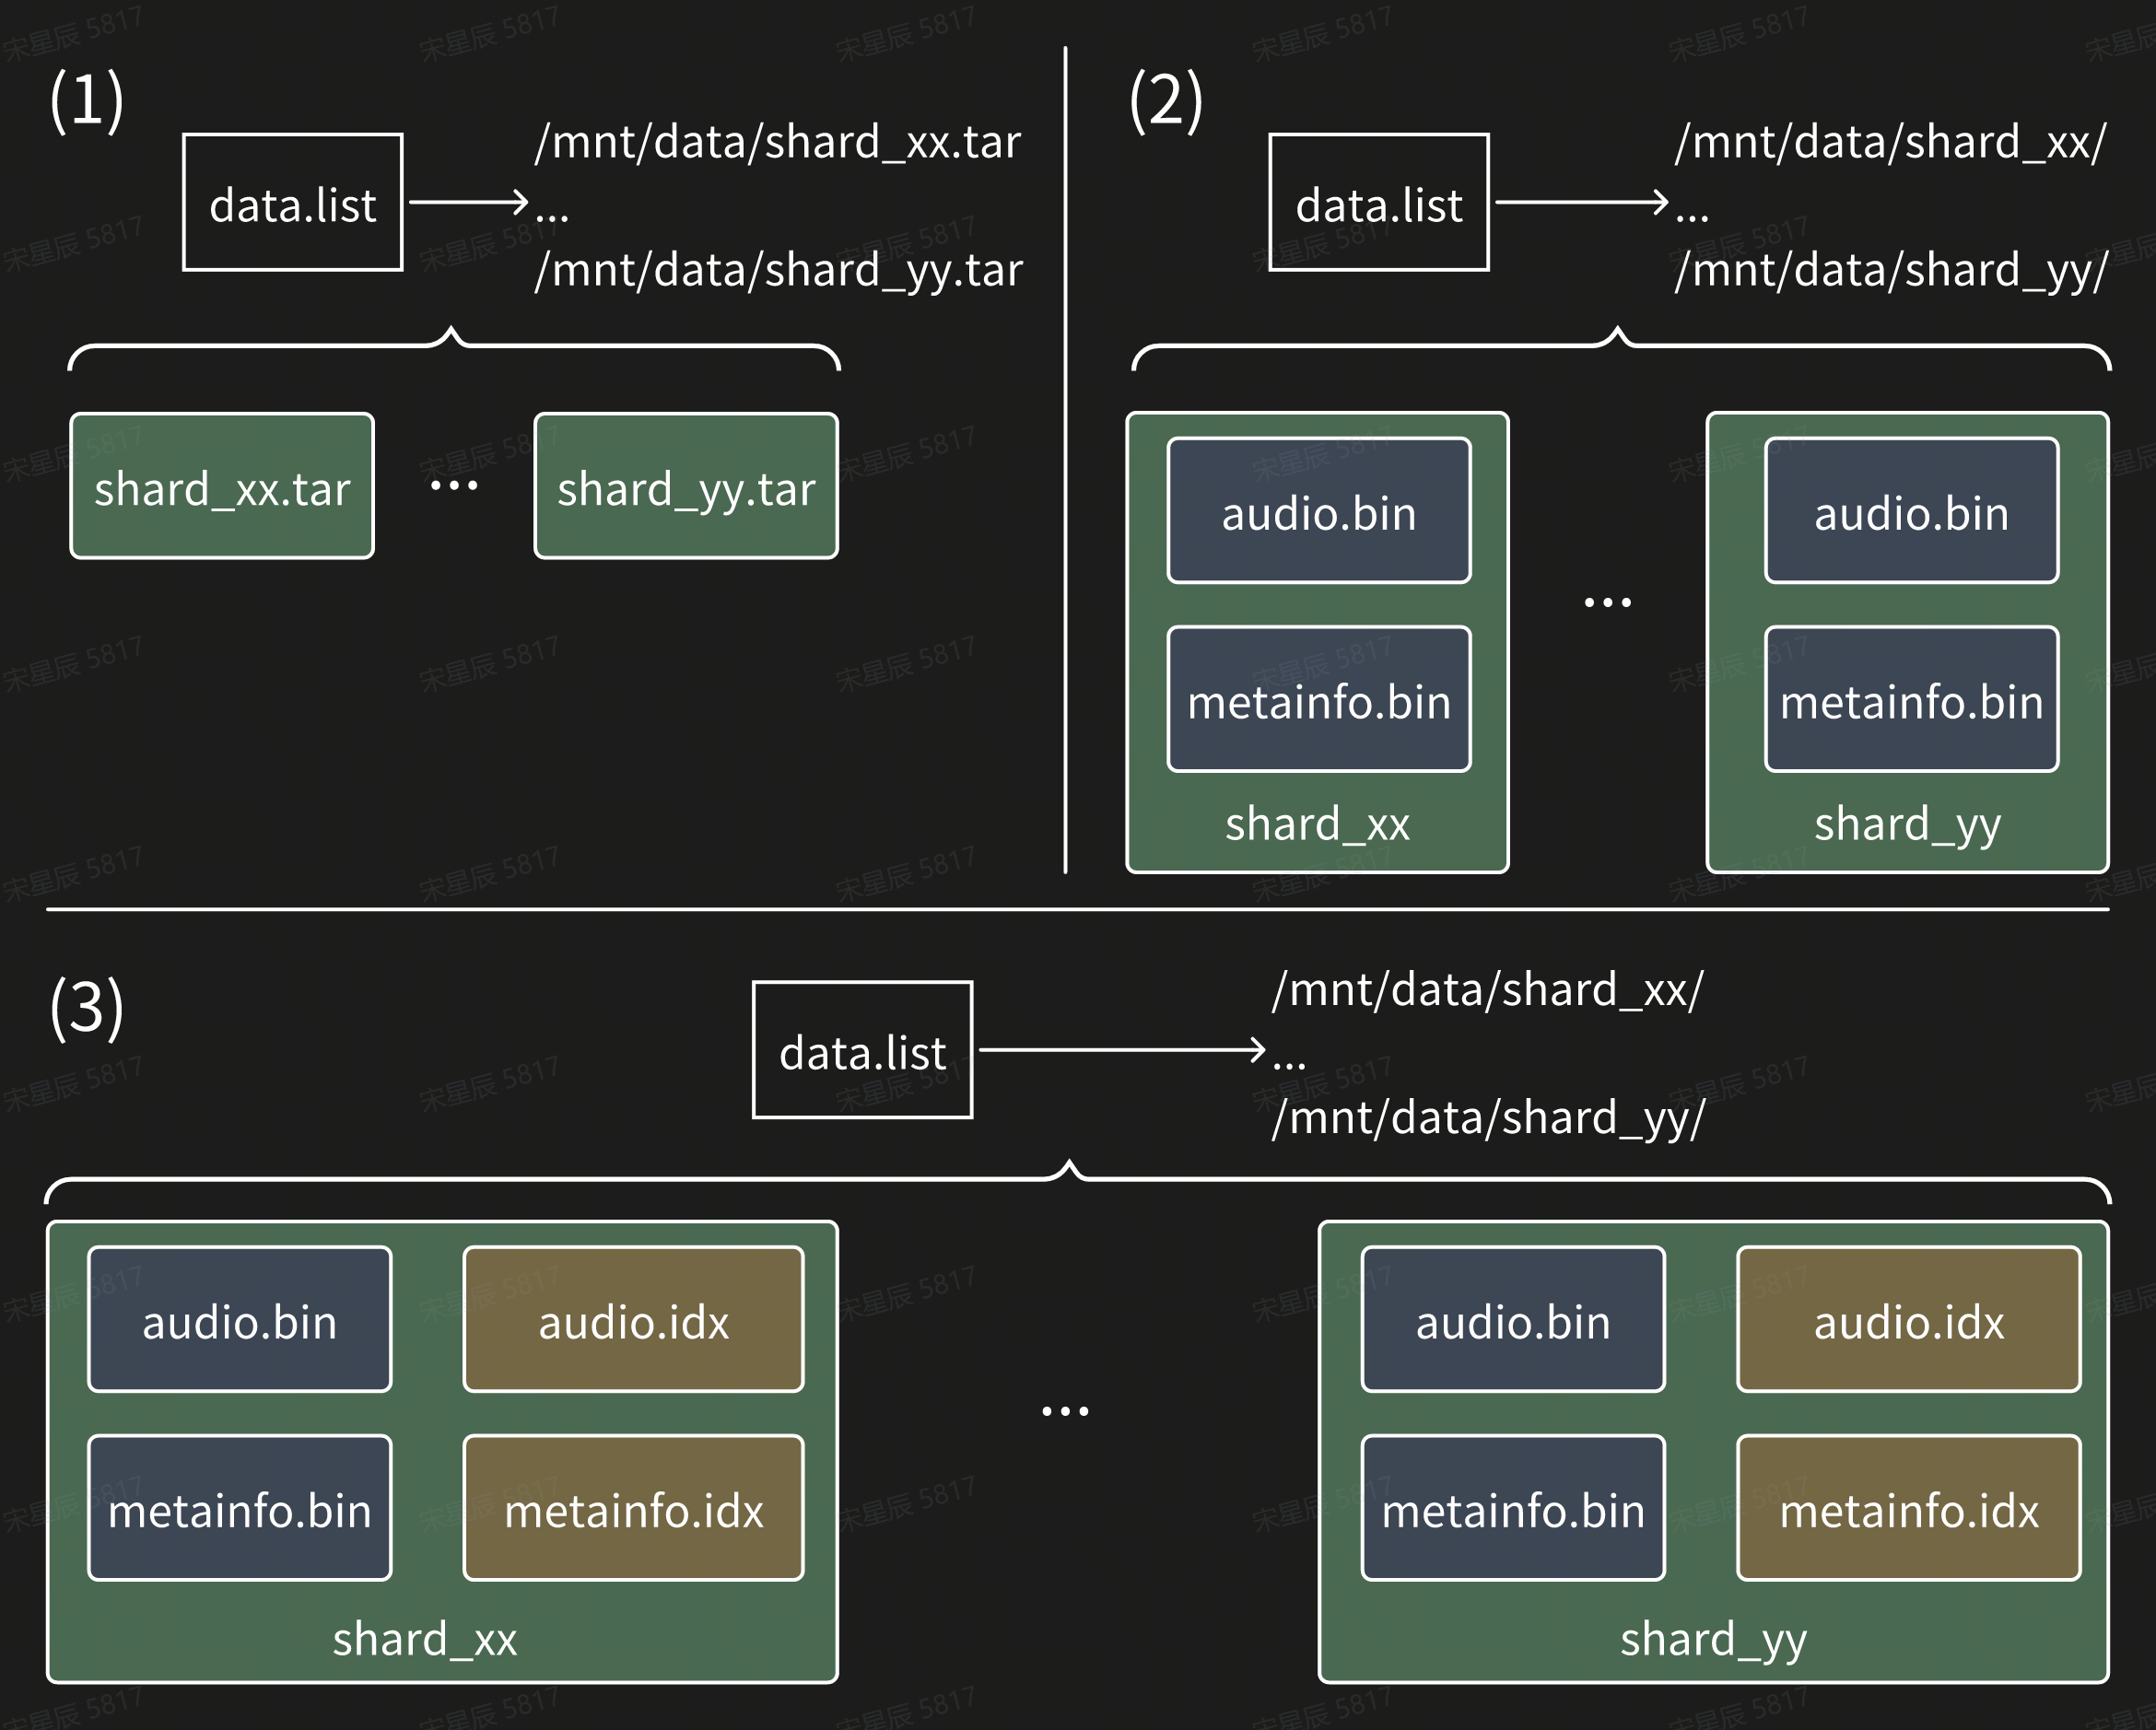 (1)
data.list
/mnt/data/shard_xx.tar
...
/mnt/data/shard_yy.tar
shard_xx.tar
...
shard_yy.tar
(2)
data.list
/mnt/data/shard_xx/
...
/mnt/data/shard_yy/
audio.bin
metainfo.bin
shard_xx
...
audio.bin
metainfo.bin
shard_yy
(3)
data.list
/mnt/data/shard_xx/
...
/mnt/data/shard_yy/
audio.bin
audio.idx
metainfo.bin
metainfo.idx
shard_xx
...
audio.bin
audio.idx
metainfo.bin
metainfo.idx
shard_yy
宋星辰 5817